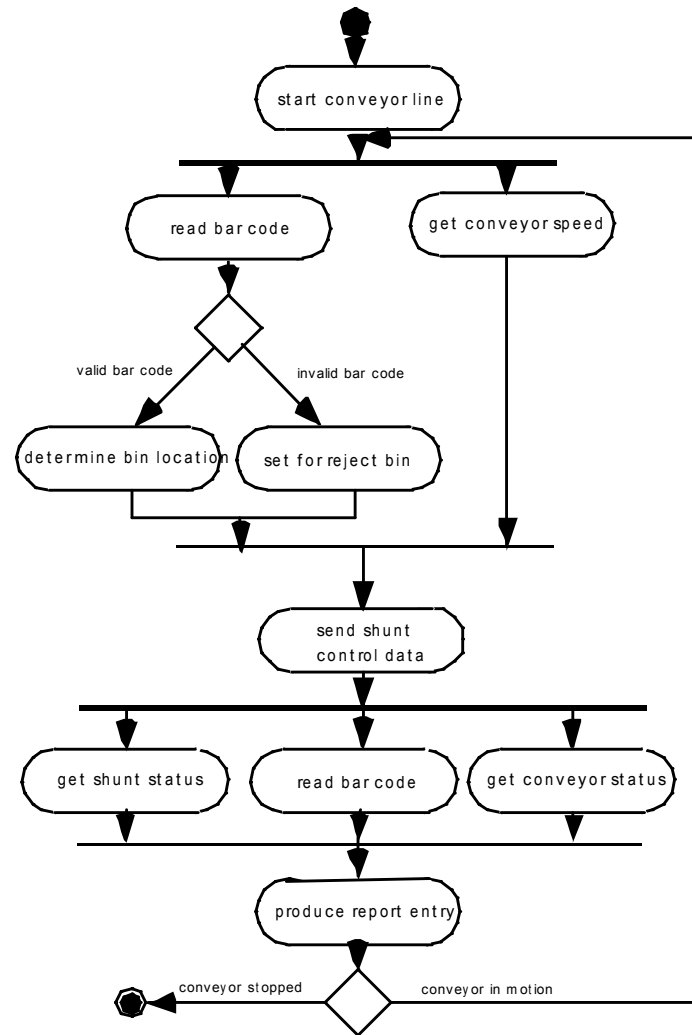 start conveyor line
read bar code
get conveyor speed
valid bar code
invalid bar code
determine bin location
set for reject bin
send shunt
control data
get shunt status
read bar code
get conveyor status
produce report entry
conveyor stopped
conveyor in motion